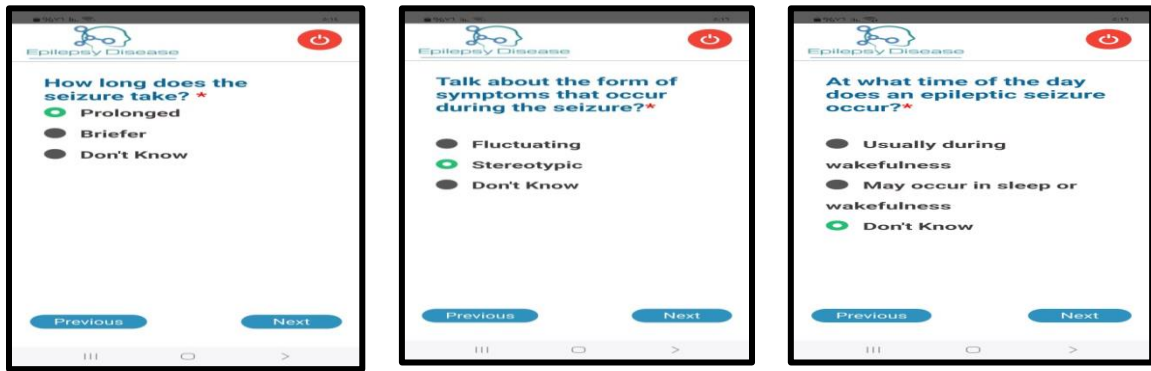 Epilepsy Disease
How long does the
seizure take? *
Prolonged
Briefer
Don't Know
Previous
Next
Epilepsy Disease
Talk about the form of
symptoms that occur
during the seizure?*
Fluctuating
Stereotypic
Don't Know
Previous
Next
Epilepsy Disease
At what time of the day
does an epileptic seizure
occur?*
Usually during
wakefulness
May occur in sleep or
wakefulness
Don't Know
Previous
Next